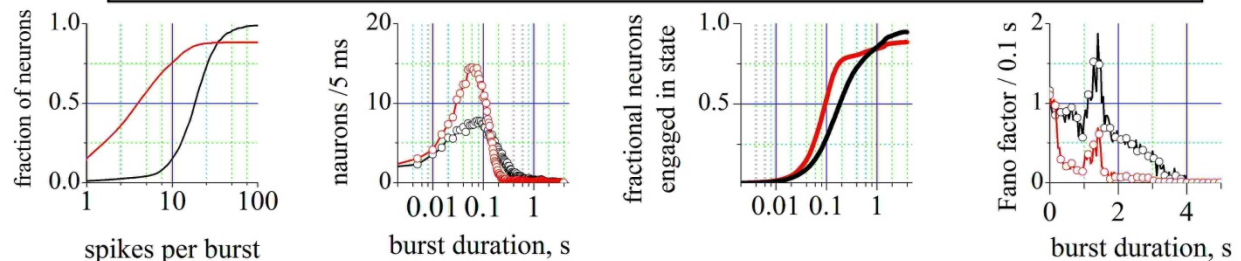 fraction of neurons
1.0
0.5
0.0
1 10 100
spikes per burst
naurons /5 ms
20
10
0
0.01 0.1 1
burst duration, s
fractional neurons
engaged in state
1.0
0.5
0.01 0.1 1
Fano factor / 0.1 s
2
1
0
0 2 4
burst duration, s